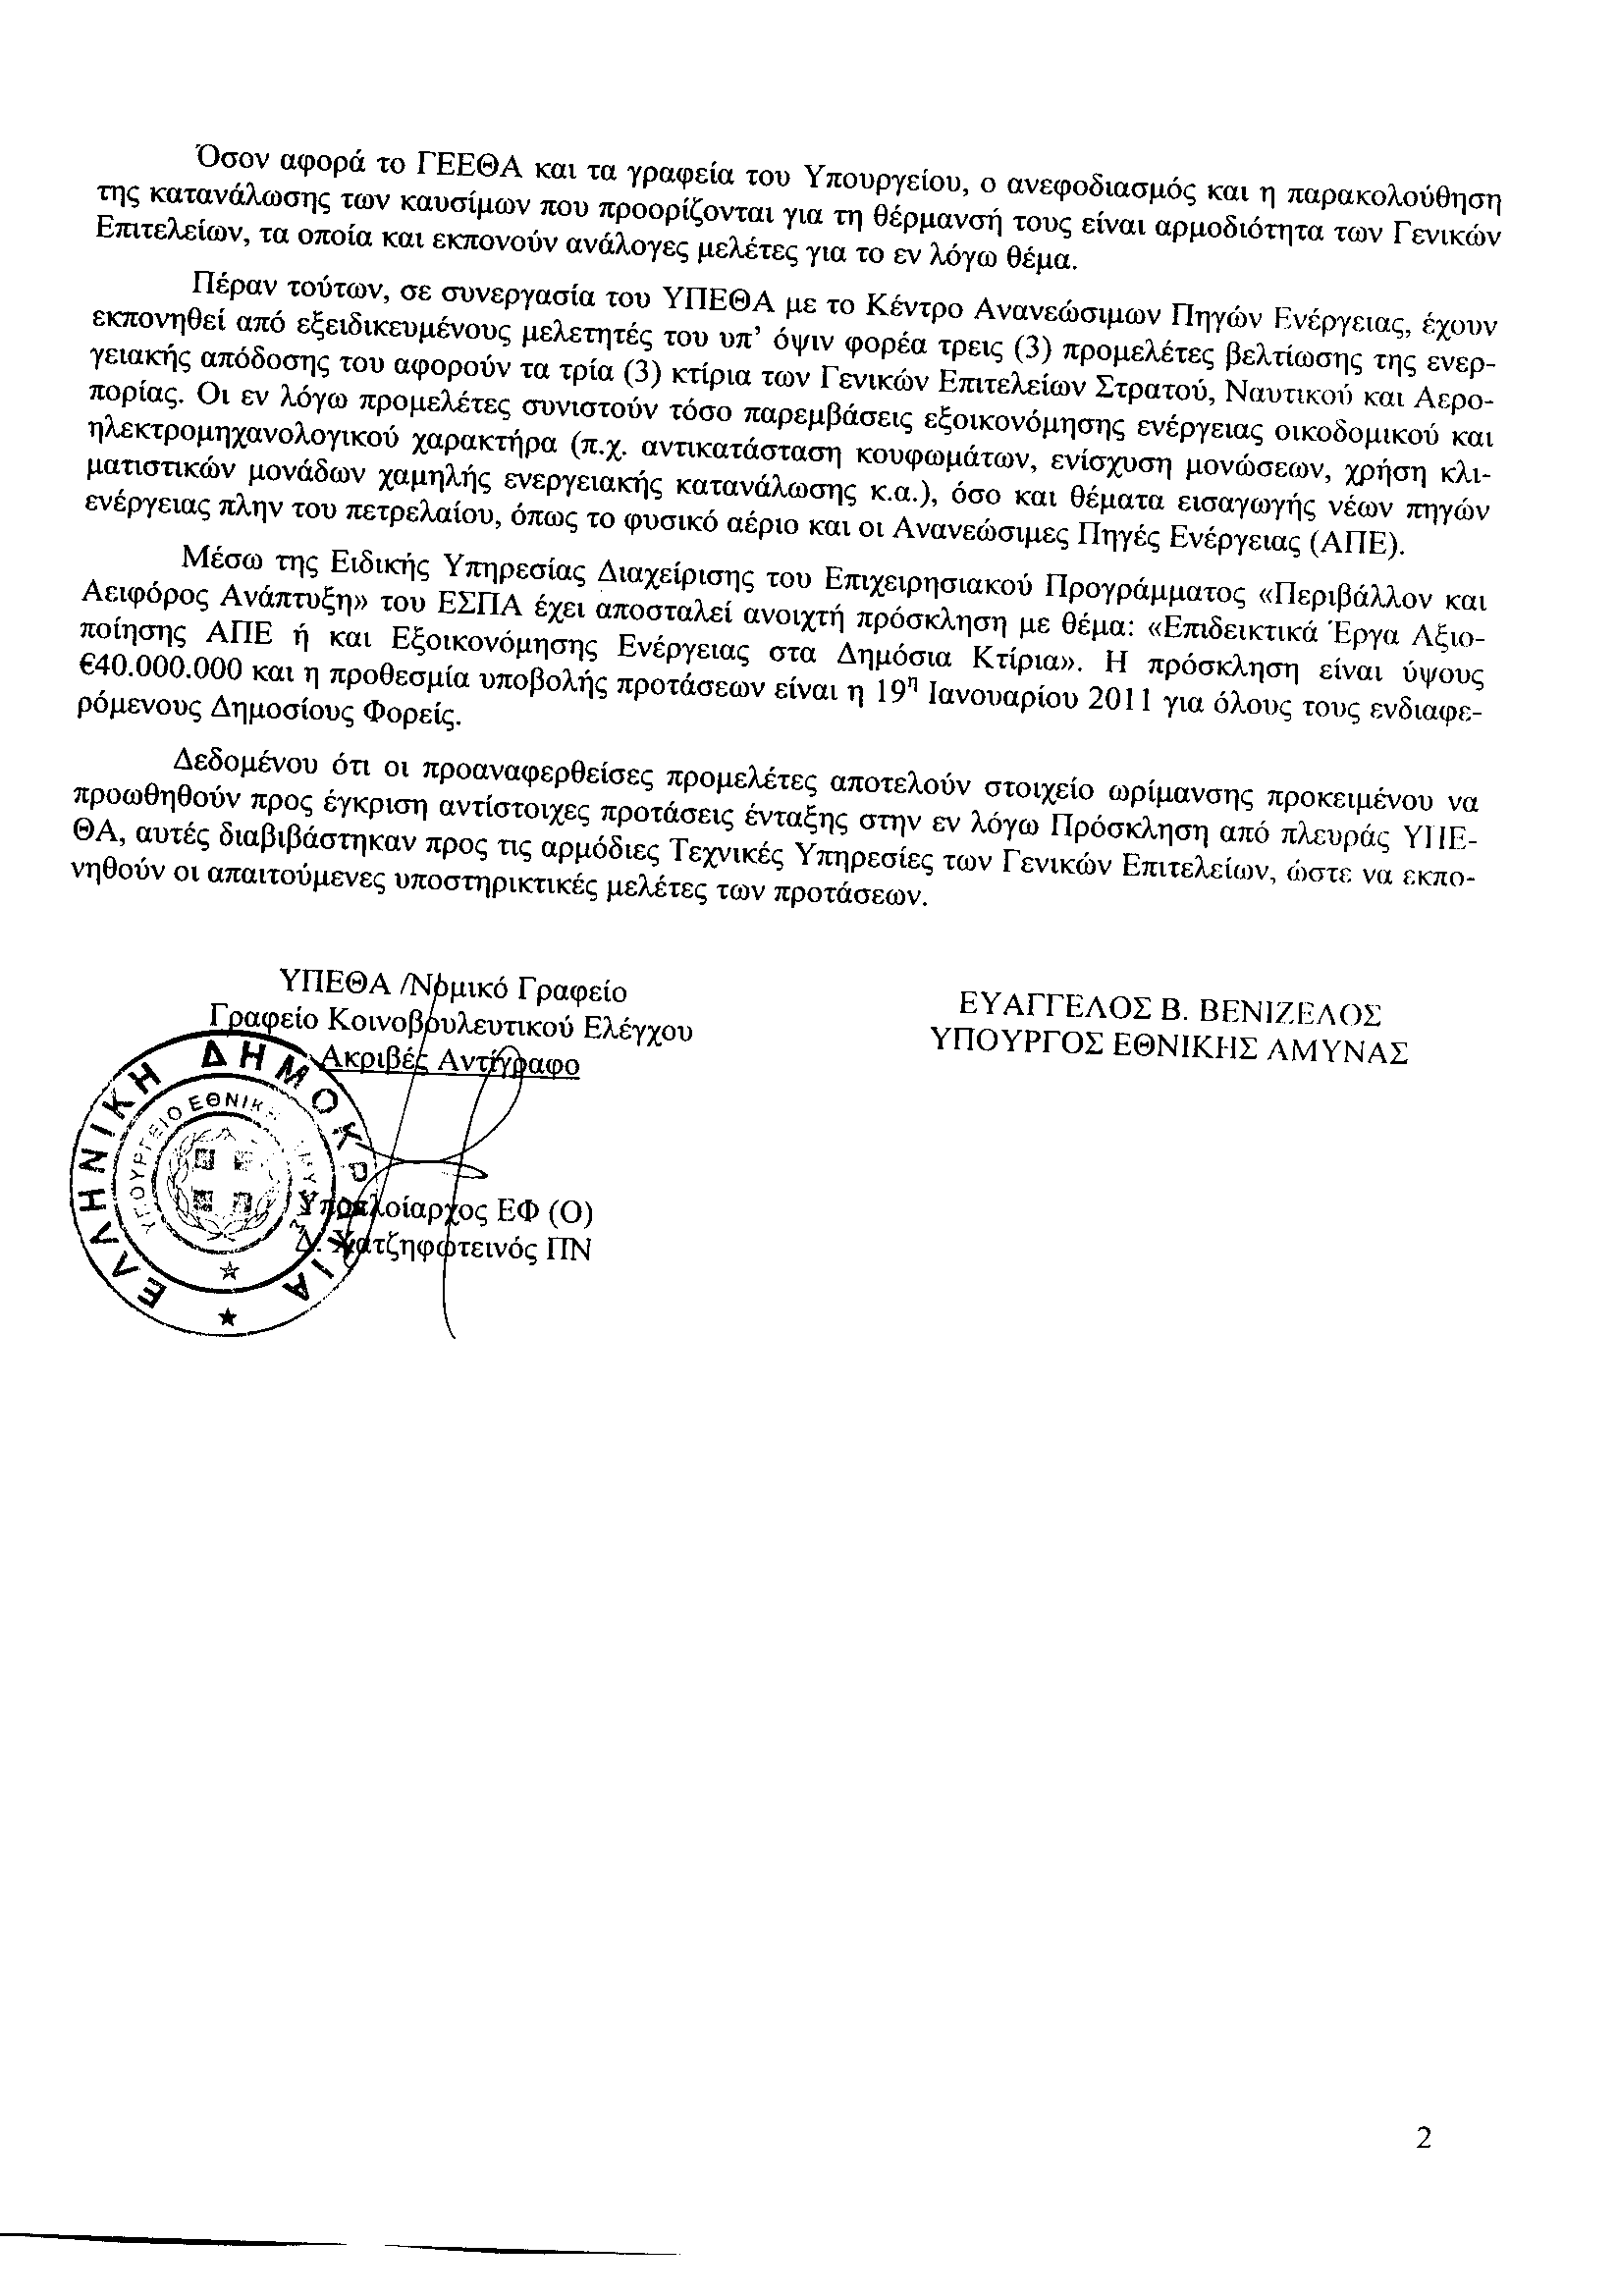 Όσον αφορά το ΓΕΕΘΑ και τα γραφεία του Υπουργείου, ο ανεφοδιασμός και η παρακολούθηση
της κατανάλωσης των καυσίμων που προορίζονται για τη θέρμανσή τους είναι αρμοδιότητα των Γενικών
Επιτελείων, τα οποία και εκπονούν ανάλογες μελέτες για το εν λόγω θέμα.
Πέραν τούτων, σε συνεργασία του ΥΠΕΘΑ με το Κέντρο Ανανεώσιμων Πηγών Ενέργειας, έχουν
εκπονηθεί από εξειδικευμένους μελετητές του υπ’ όψιν φορέα τρεις (3) προμελέτες βελτίωσης της ενερ-
γειακής απόδοσης του αφορούν τα τρία (3) κτίρια των Γενικών Επιτελείων Στρατού, Ναυτικού και Αερο-
πορίας. Οι εν λόγω προμελέτες συνιστούν τόσο παρεμβάσεις εξοικονόμησης ενέργειας οικοδομικού και
ηλεκτρομηχανολογικού χαρακτήρα (π.χ. αντικατάσταση κουφωμάτων, ενίσχυση μονώσεων, χρήση κλι-
ματιστικών μονάδων χαμηλής ενεργειακής κατανάλωσης κ.α.), όσο και θέματα εισαγωγής νέων πηγών
ενέργειας πλην του πετρελαίου, όπως το φυσικό αέριο και οι Ανανεώσιμες Πηγές Ενέργειας (ΑΠΕ).
Μέσω της Ειδικής Υπηρεσίας Διαχείρισης του Επιχειρησιακού Προγράμματος «Περιβάλλον και
Αειφόρος Ανάπτυξη» του ΕΣΠΑ έχει αποσταλεί ανοιχτή πρόσκληση με θέμα: «Επιδεικτικά Έργα Αξιο-
ποίησης ΑΠΕ ή και Εξοικονόμησης Ενέργειας στα Δημόσια Κτίρια». Η πρόσκληση είναι ύψους
€40.000.000 και η προθεσμία υποβολής προτάσεων είναι η 19η Ιανουαρίου 2011 για όλους τους ενδιαφε-
ρόμενους Δημοσίους Φορείς.
Δεδομένου ότι οι προαναφερθείσες προμελέτες αποτελούν στοιχείο ωρίμανσης προκειμένου να
προωθηθούν προς έγκριση αντίστοιχες προτάσεις ένταξης στην εν λόγω Πρόσκληση από πλευράς ΥΠΕ-
ΘΑ, αυτές διαβιβάστηκαν προς τις αρμόδιες Τεχνικές Υπηρεσίες των Γενικών Επιτελείων, ώστε να εκπο-
νηθούν οι απαιτούμενες υποστηρικτικές μελέτες των προτάσεων.
ΥΠΕΘΑ /Νομικό Γραφείο
Γραφείο Κοινοβουλευτικού Ελέγχου
Ακριβές Αντίγραφο
ΕΥΑΓΓΕΛΟΣ Β. ΒΕΝΙΖΕΛΟΣ
ΥΠΟΥΡΓΟΣ ΕΘΝΙΚΗΣ ΑΜΥΝΑΣ
ΕΛΛΗΝΙΚΗ ΔΗΜΟΚΡΑΤΙΑ
ΥΠΟΥΡΓΕΙΟ ΕΘΝΙΚΗΣ
Υποπλοίαρχος ΕΦ (Ο)
Δ. Χατζηφωτεινός ΠΝ
2